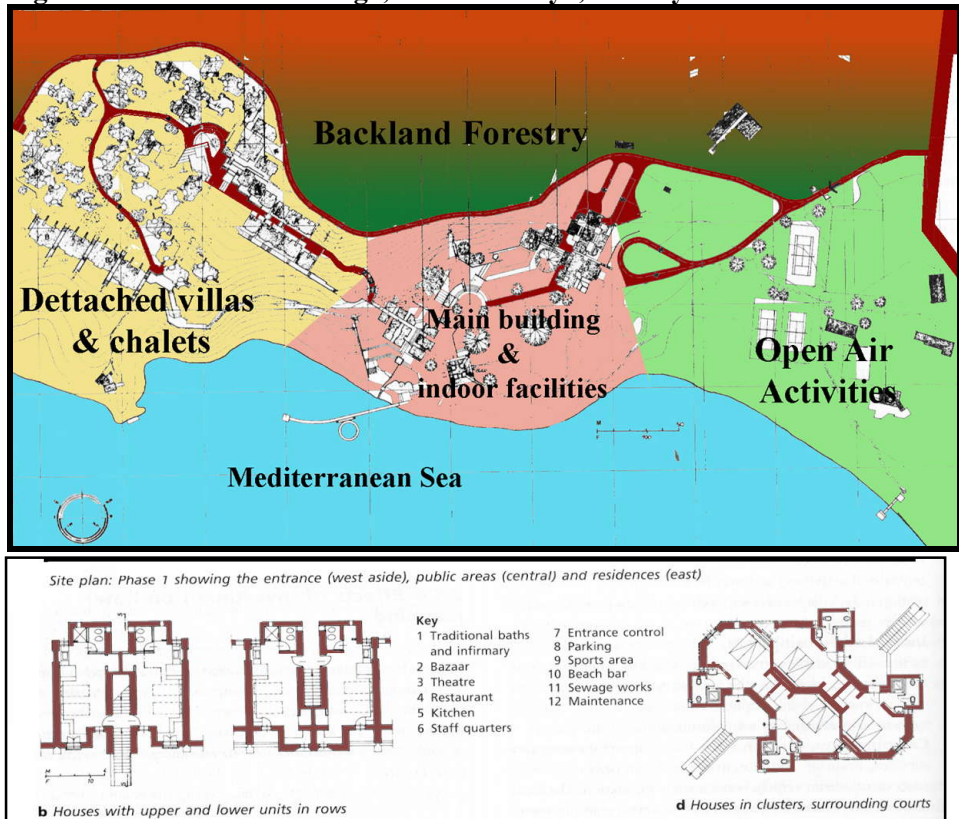 Backland Forestry
Dettached villas
& chalets
Main building
&
indoor facilities
Open Air
Activities
Mediterranean Sea
Site plan: Phase 1 showing the entrance (west aside), public areas (central) and residences (east)
Key
1 Traditional baths
and infirmary
2 Bazaar
3 Theatre
4 Restaurant
5 Kitchen
6 Staff quarters
7 Entrance control
8 Parking
9 Sports area
10 Beach bar
11 Sewage works
12 Maintenance
M
F 10
b Houses with upper and lower units in rows
d Houses in clusters, surrounding courts